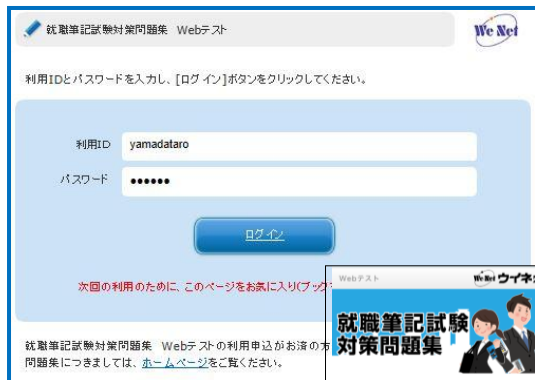 就職筆記試験対策問題集 Webテスト
We Net
利用IDとパスワードを入力し、[ログイン]ボタンをクリックしてください。
利用ID yamadataro
パスワード ••••••
ログイン
次回の利用のために、このページをお気に入り(ブック
Webテスト We Net ウイネ
就職筆記試験
対策問題集
就職筆記試験対策問題集 Webテストの利用申込がお済の方
問題集につきましては、ホームページをご覧ください。